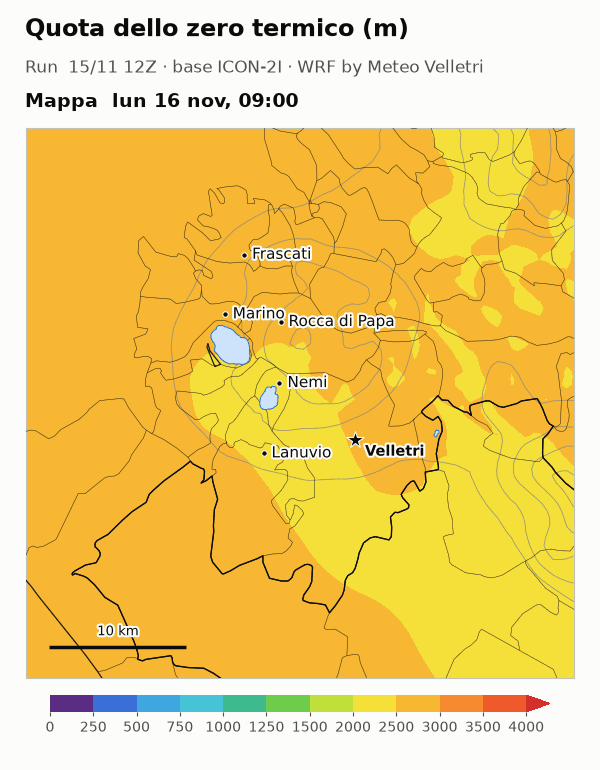 Quota dello zero termico (m)
Run  15/11 12Z · base ICON-2I · WRF by Meteo Velletri
Mappa  lun 16 nov, 09:00
Frascati
Marino
Rocca di Papa
Nemi
Velletri
Lanuvio
10 km
0 250 500 750 1000 1250 1500 2000 2500 3000 3500 4000